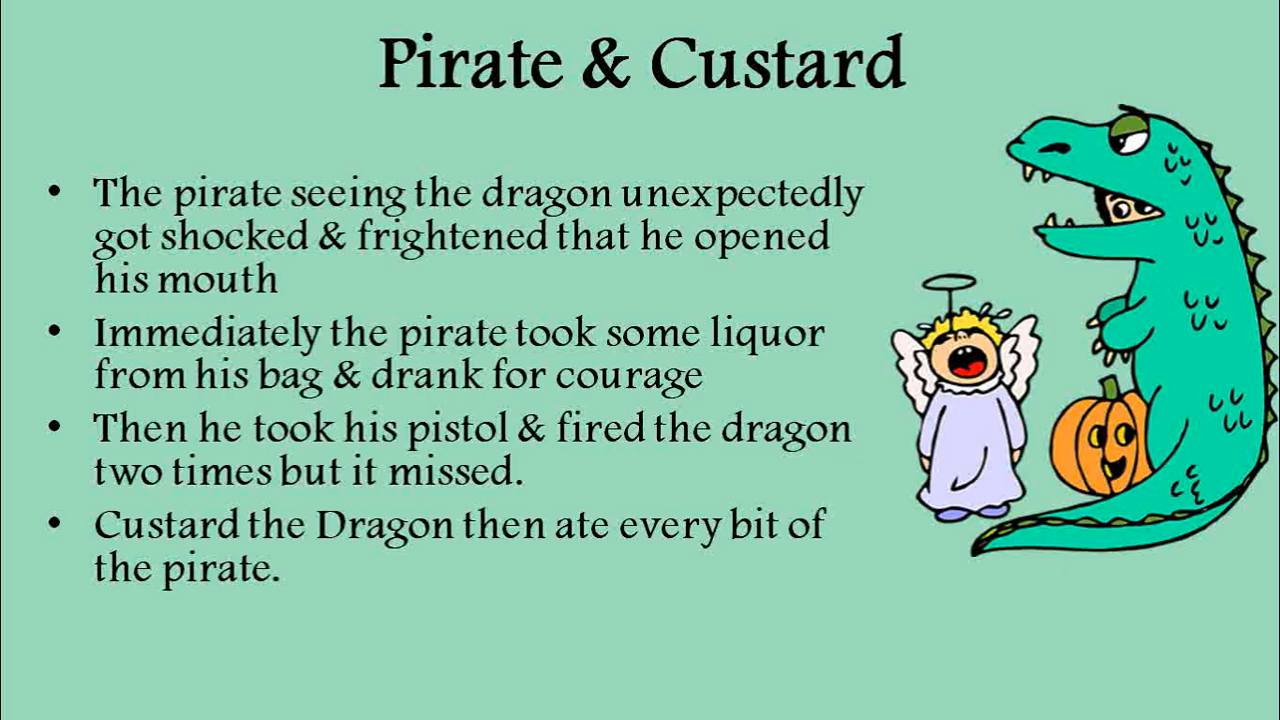 Pirate & Custard
• The pirate seeing the dragon unexpectedly
got shocked & frightened that he opened
his mouth
• Immediately the pirate took some liquor
from his bag & drank for courage
• Then he took his pistol & fired the dragon
two times but it missed.
• Custard the Dragon then ate every bit of
the pirate.